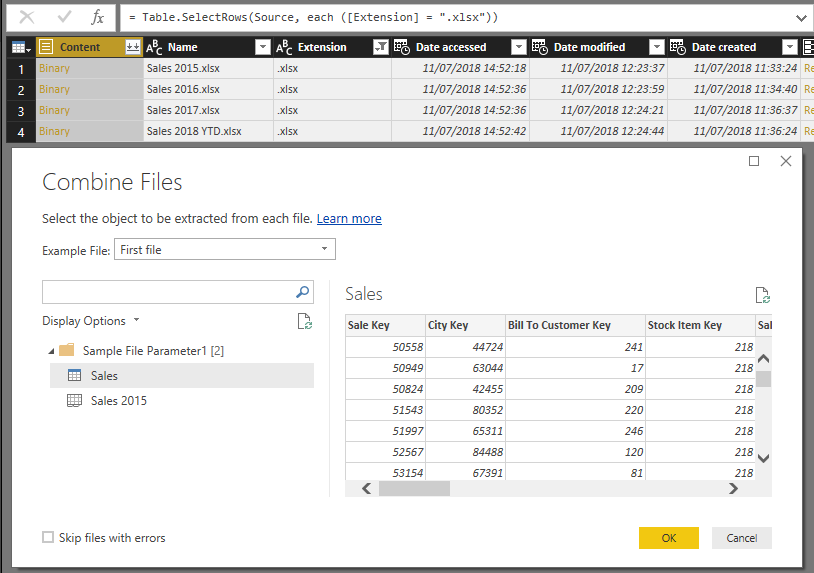 fx = Table.SelectRows(Source, each ([Extension] = ".xlsx"))
Content ABC Name ABC Extension Date accessed Date modified Date created
1 Binary Sales 2015.xlsx .xlsx 11/07/2018 14:52:18 11/07/2018 12:23:37 11/07/2018 11:33:24 Re
2 Binary Sales 2016.xlsx .xlsx 11/07/2018 14:52:36 11/07/2018 12:23:59 11/07/2018 11:34:40 Re
3 Binary Sales 2017.xlsx .xlsx 11/07/2018 14:52:36 11/07/2018 12:24:21 11/07/2018 11:36:37 Re
4 Binary Sales 2018 YTD.xlsx .xlsx 11/07/2018 14:52:42 11/07/2018 12:24:44 11/07/2018 11:36:24 Re
Combine Files
Select the object to be extracted from each file. Learn more
Example File: First file
Display Options
Sample File Parameter1 [2]
Sales
Sales 2015
Sales
Sale Key City Key Bill To Customer Key Stock Item Key Sal
50558 44724 241 218
50949 63044 17 218
50824 42455 209 218
51543 80352 220 218
51997 65311 246 218
52567 84488 120 218
53154 67391 81 218
Skip files with errors
OK Cancel